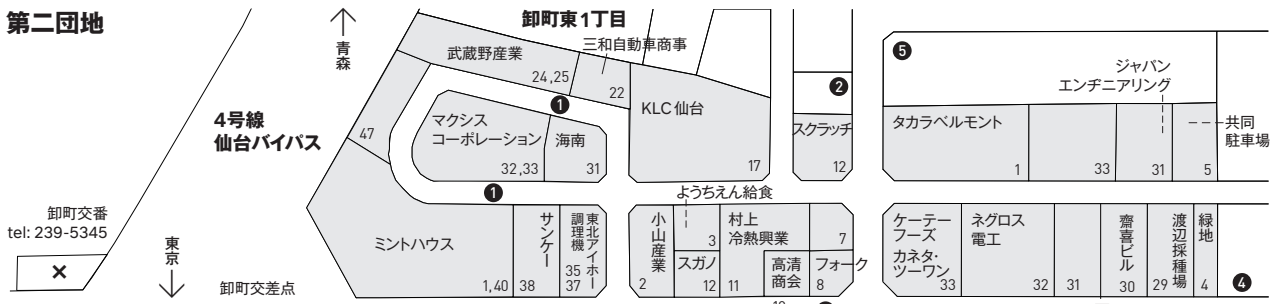 第二団地
青森
卸町東1丁目
武蔵野産業
24,25
三和自動車商事
22
❶
❷
❺
ジャパン
エンヂニアリング
4号線
仙台バイパス
47
マクシス
コーポレーション
32,33
海南
31
KLC 仙台
17
スクラッチ
12
タカラベルモント
1
33
31
5
共同
駐車場
❶
ようちえん給食
卸町交番
tel: 239-5345
東京
卸町交差点
ミントハウス
1,40
サンケー
38
東北アイホー
調理機
35
37
小山産業
2
3
スガノ
12
村上
冷熱興業
11
高清
商会
7
フォーク
8
ケーテー
フーズ
カネタ・
ツーワン
33
ネグロス
電工
32
31
齋喜ビル
30
渡辺採種場
29
緑地
4
❹